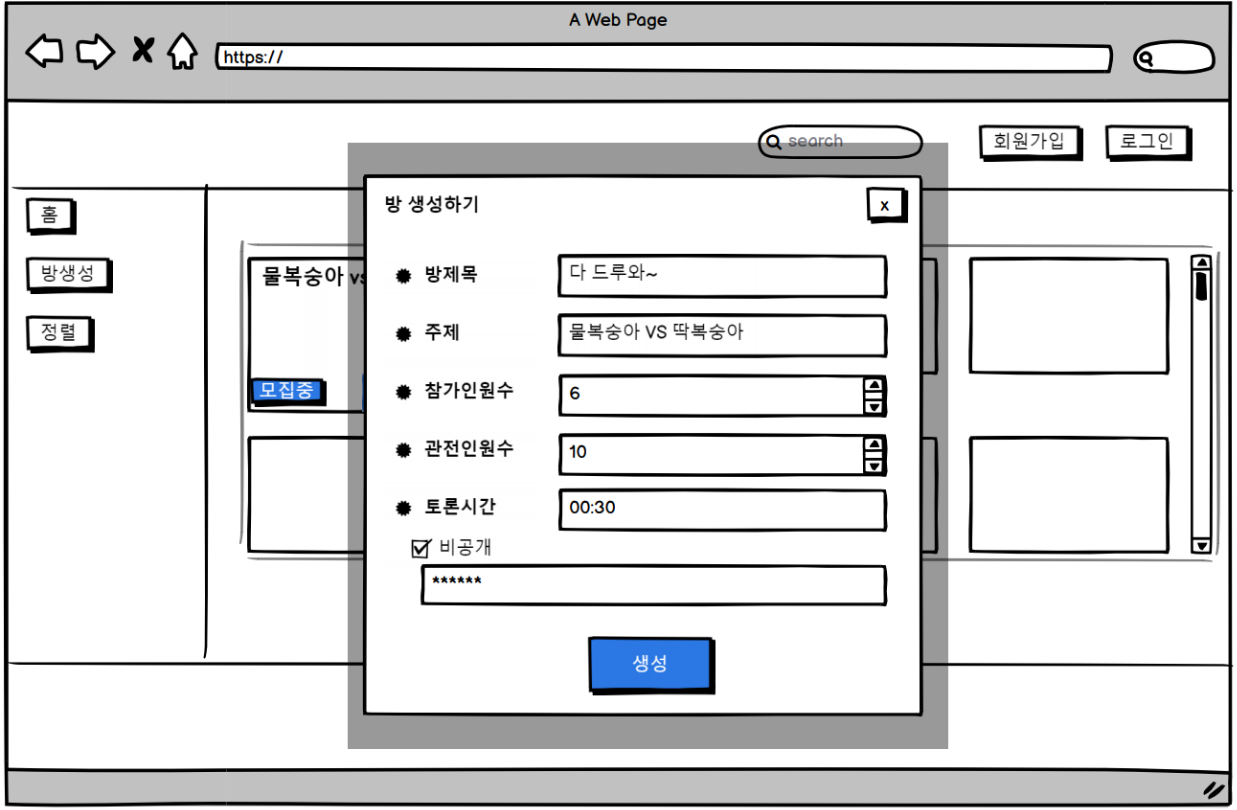 A Web Page
https://
search
회원가입
로그인
홈
방생성
정렬
물복숭아 vs
모집중
방 생성하기
x
방제목
다 드루와~
주제
물복숭아 VS 딱복숭아
참가인원수
6
관전인원수
10
토론시간
00:30
비공개
******
생성